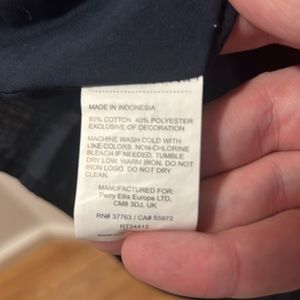 MADE IN INDONESIA
60% COTTON 40% POLYESTER
EXCLUSIVE OF DECORATION
MACHINE WASH COLD WITH
LIKE COLORS. NON-CHLORINE
BLEACH IF NEEDED. TUMBLE
DRY LOW. WARM IRON. DO NOT
IRON LOGO. DO NOT DRY
CLEAN.
MANUFACTURED FOR:
Perry Ellis Europe LTD,
CM8 3DJ, UK
RN# 37763 / CA# 55972
RT24412